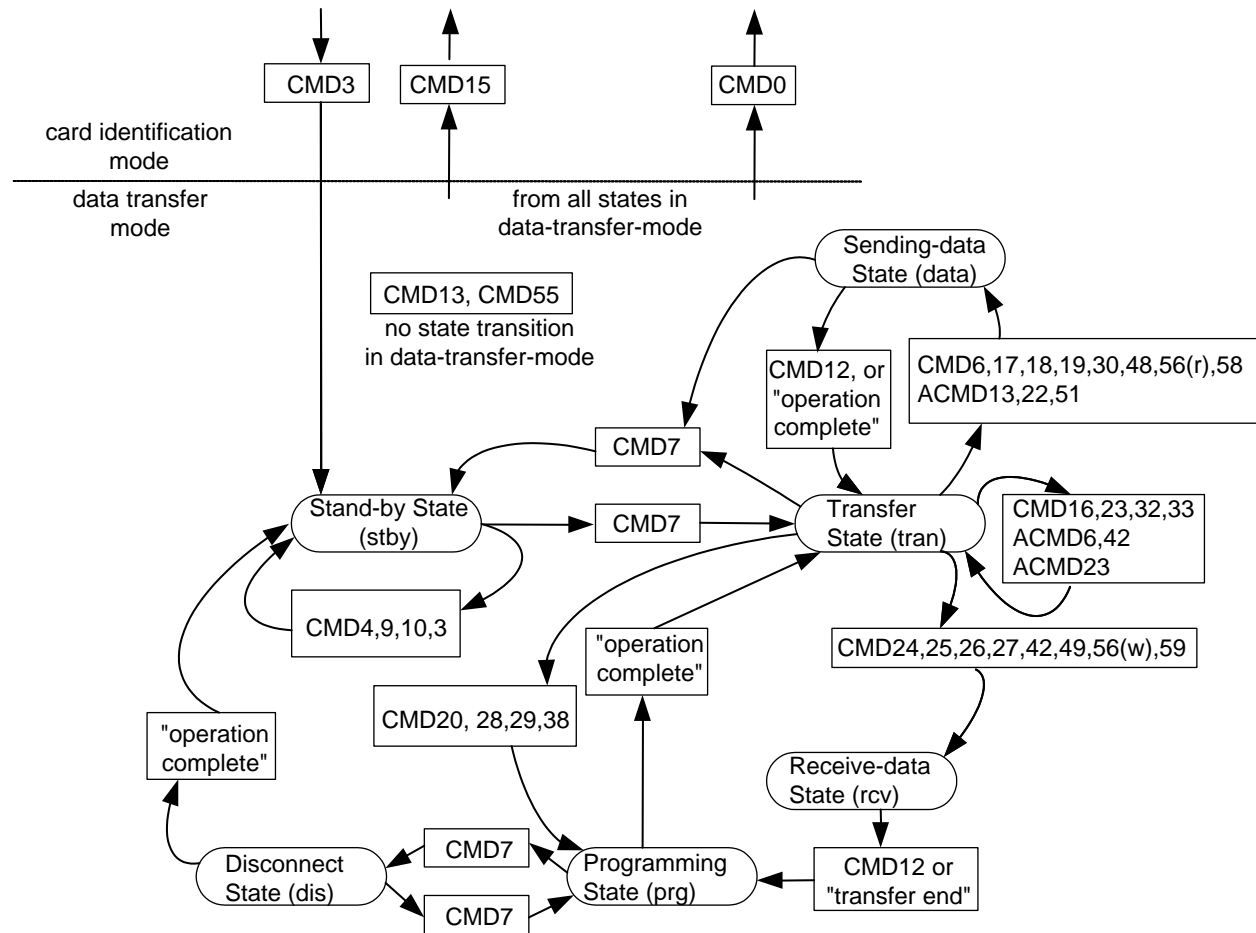 CMD3
CMD15
CMD0
card identification
mode
data transfer
mode
from all states in
data-transfer-mode
Sending-data
State (data)
CMD13, CMD55
no state transition
in data-transfer-mode
CMD12, or
"operation
complete"
CMD6,17,18,19,30,48,56(r),58
ACMD13,22,51
CMD7
Stand-by State
(stby)
CMD7
Transfer
State (tran)
CMD16,23,32,33
ACMD6,42
ACMD23
CMD4,9,10,3
"operation
complete"
CMD24,25,26,27,42,49,56(w),59
CMD20, 28,29,38
"operation
complete"
Receive-data
State (rcv)
CMD7
Disconnect
State (dis)
Programming
State (prg)
CMD12 or
"transfer end"
CMD7